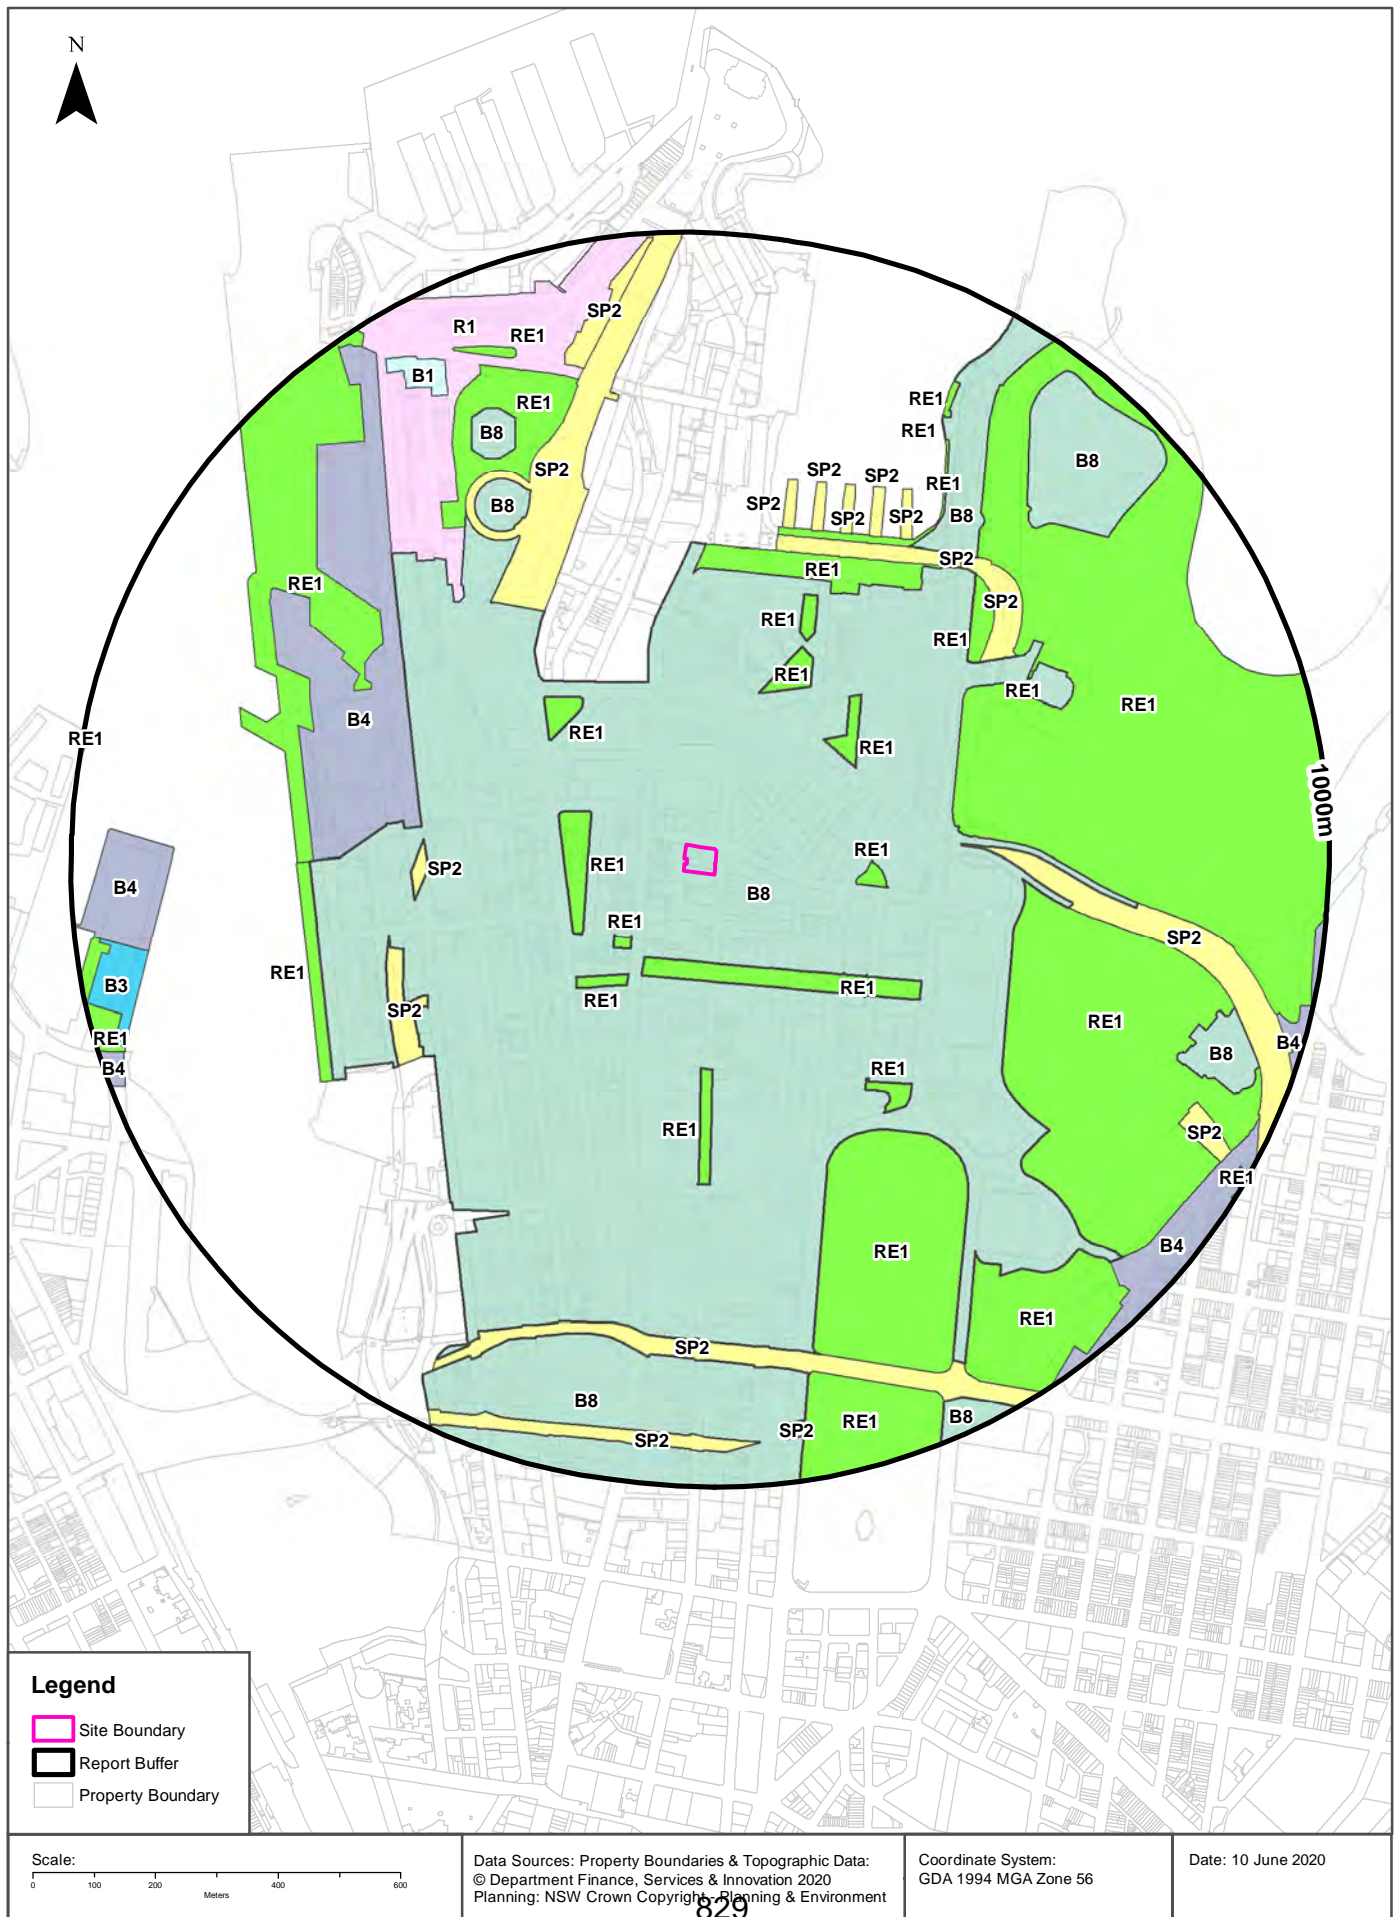 N
SP2
R1
RE1
B1
RE1
RE1
B8
RE1
B8
SP2
SP2
SP2
SP2
RE1
B8
SP2
SP2
SP2
B8
SP2
RE1
RE1
SP2
RE1
RE1
RE1
RE1
RE1
RE1
B4
RE1
RE1
RE1
1000m
RE1
SP2
RE1
B4
B8
RE1
SP2
RE1
B3
RE1
RE1
SP2
RE1
RE1
B4
B8
B4
RE1
RE1
SP2
RE1
B4
RE1
RE1
SP2
B8
RE1
B8
SP2
SP2
Legend
Site Boundary
Report Buffer
Property Boundary
Scale:
0 100 200 400 600
Meters
Data Sources: Property Boundaries & Topographic Data:
© Department Finance, Services & Innovation 2020
Planning: NSW Crown Copyright - Planning & Environment
Coordinate System:
GDA 1994 MGA Zone 56
Date: 10 June 2020
829